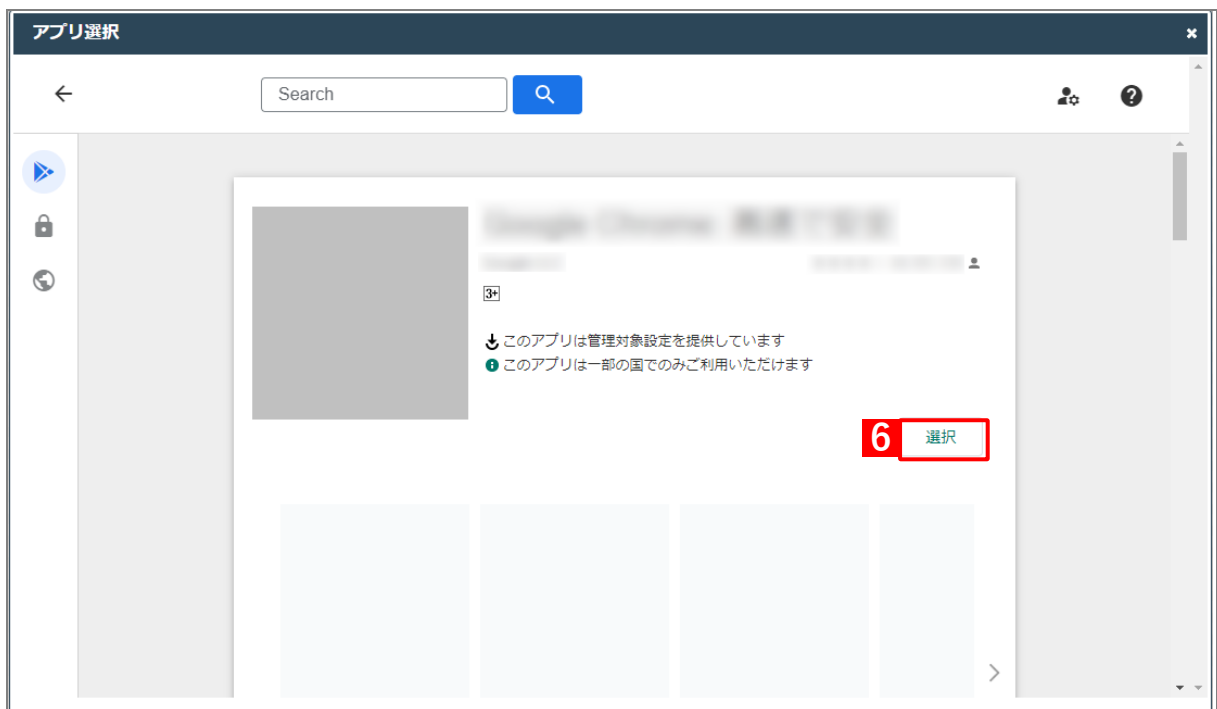 アプリ選択
Search
3+
このアプリは管理対象設定を提供しています
このアプリは一部の国でのみご利用いただけます
6 選択